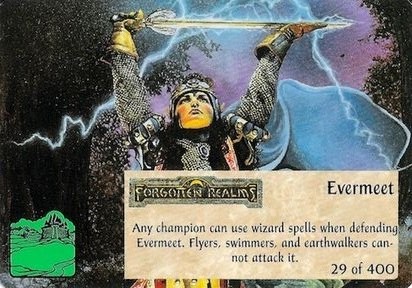 Evermeet
FORGOTTEN REALMS
Any champion can use wizard spells when defending
Evermeet. Flyers, swimmers, and earthwalkers can-
not attack it.
29 of 400